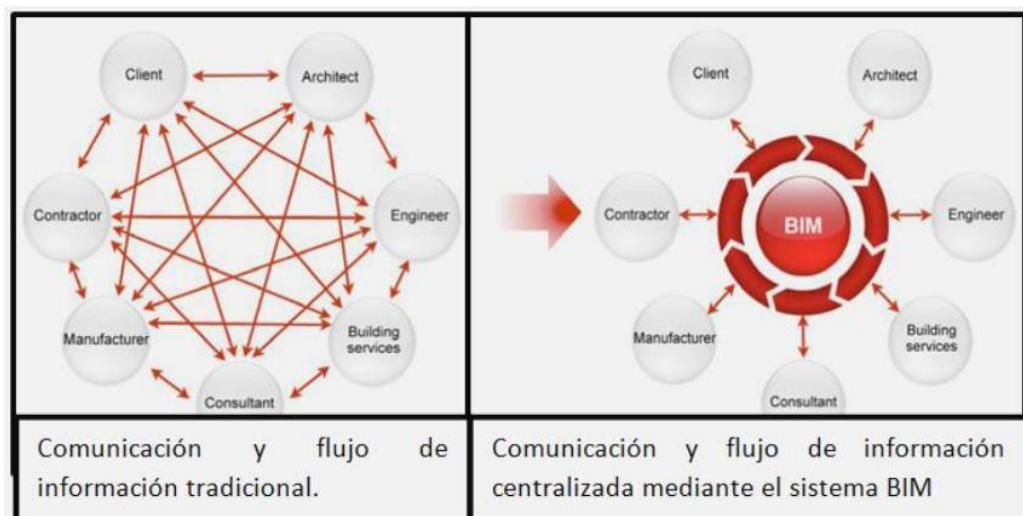 Client
Architect
Contractor
Engineer
Manufacturer
Building
services
Consultant
Client
Architect
Contractor
BIM
Engineer
Manufacturer
Building
services
Consultant
Comunicación y flujo de
información tradicional.
Comunicación y flujo de información
centralizada mediante el sistema BIM